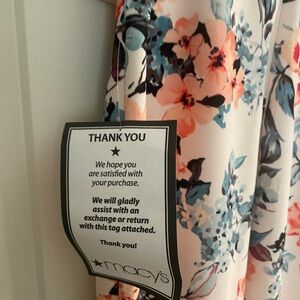 THANK YOU
★
We hope you
are satisfied with
your purchase.
We will gladly
assist with an
exchange or return
with this tag attached.
Thank you!
★macy's